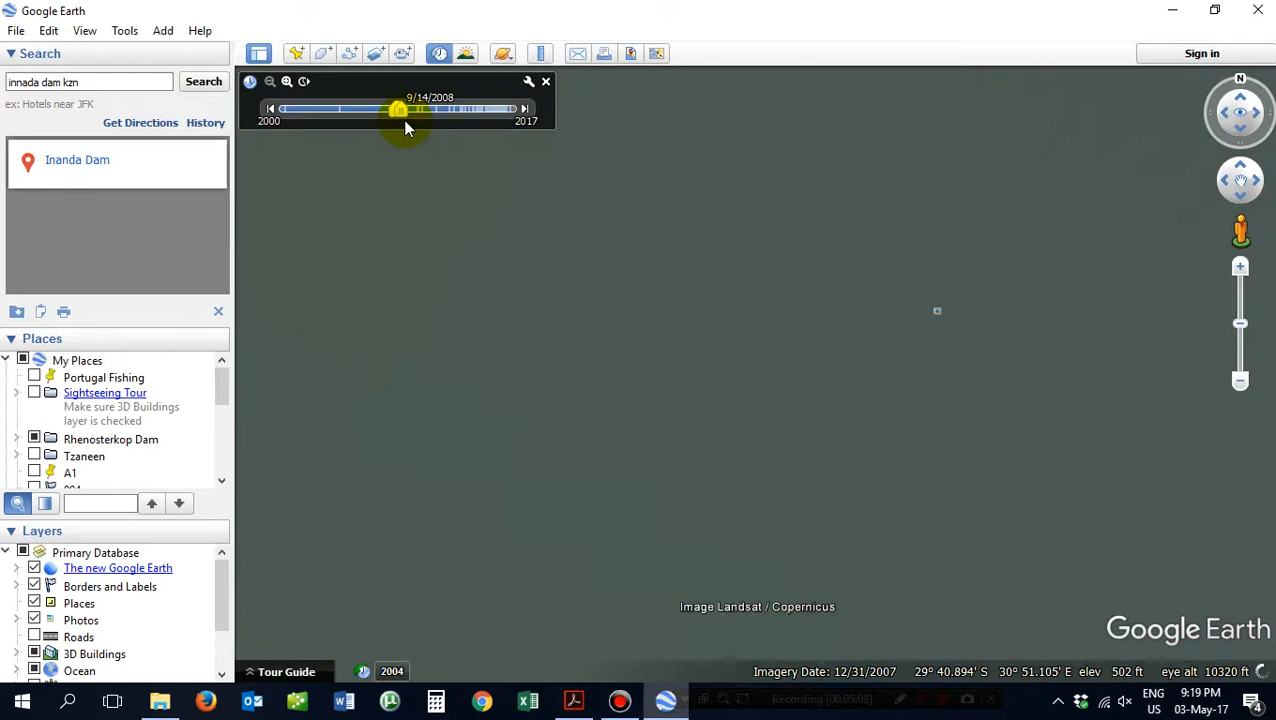 Google Earth
File Edit View Tools Add Help
Search
innada dam kzn
Search
ex: Hotels near JFK
Get Directions History
Inanda Dam
Sign in
9/14/2008
2000 2017
N
Places
My Places
Portugal Fishing
Sightseeing Tour
Make sure 3D Buildings
layer is checked
Rhenosterkop Dam
Tzaneen
A1
Layers
Primary Database
The new Google Earth
Borders and Labels
Places
Photos
Roads
3D Buildings
Ocean
Image Landsat / Copernicus
Google Earth
Tour Guide 2004
Imagery Date: 12/31/2007 29° 40.894' S 30° 51.105' E elev 502 ft eye alt 10320 ft
Recording [00:05:03]
ENG
US
9:19 PM
03-May-17
4